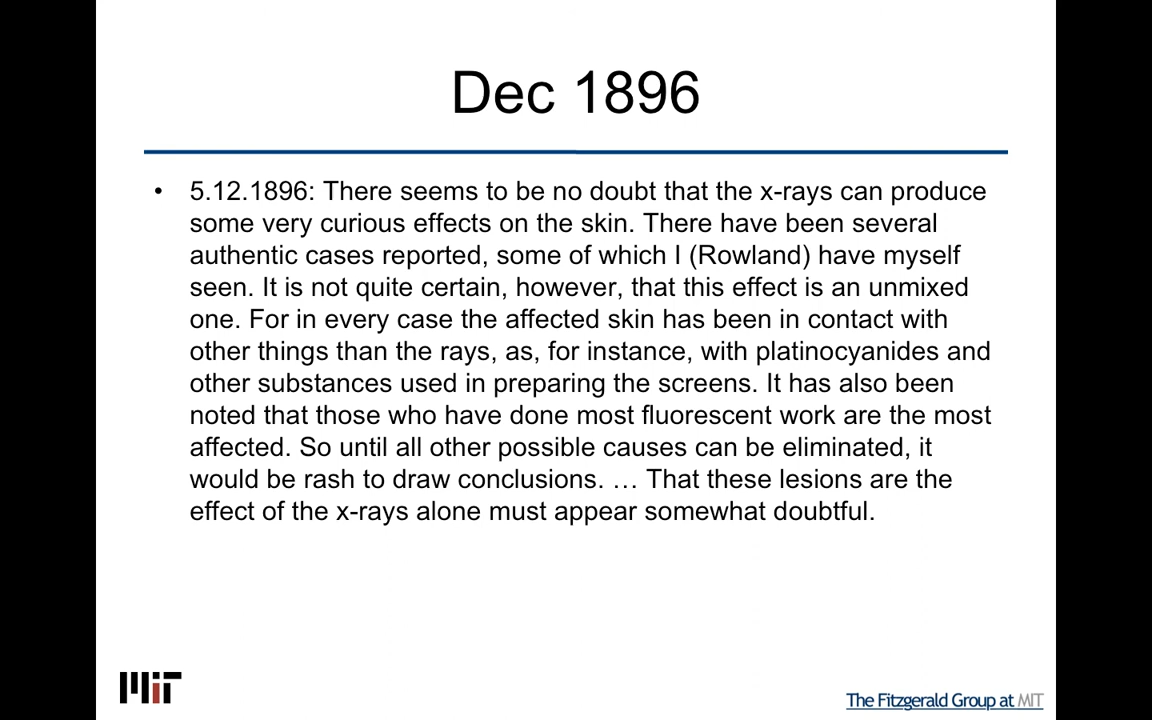 Dec 1896
• 5.12.1896: There seems to be no doubt that the x-rays can produce
some very curious effects on the skin. There have been several
authentic cases reported, some of which I (Rowland) have myself
seen. It is not quite certain, however, that this effect is an unmixed
one. For in every case the affected skin has been in contact with
other things than the rays, as, for instance, with platinocyanides and
other substances used in preparing the screens. It has also been
noted that those who have done most fluorescent work are the most
affected. So until all other possible causes can be eliminated, it
would be rash to draw conclusions. … That these lesions are the
effect of the x-rays alone must appear somewhat doubtful.
MIT
The Fitzgerald Group at MIT